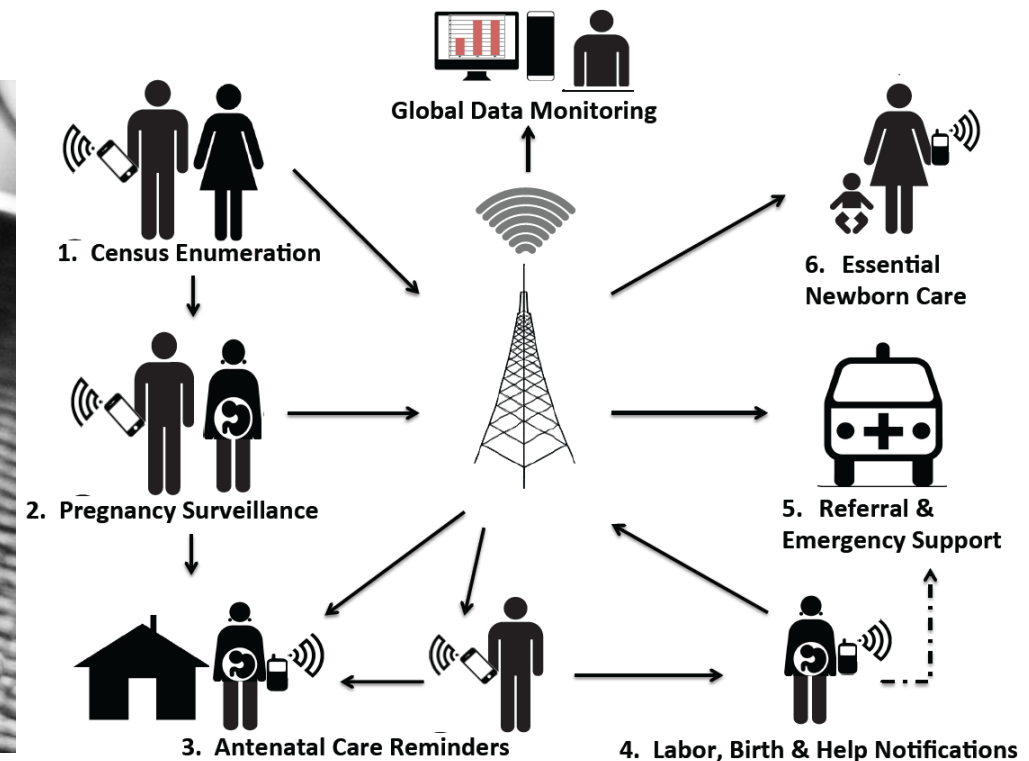 Global Data Monitoring
1. Census Enumeration
6. Essential
Newborn Care
2. Pregnancy Surveillance
5. Referral &
Emergency Support
3. Antenatal Care Reminders
4. Labor, Birth & Help Notifications